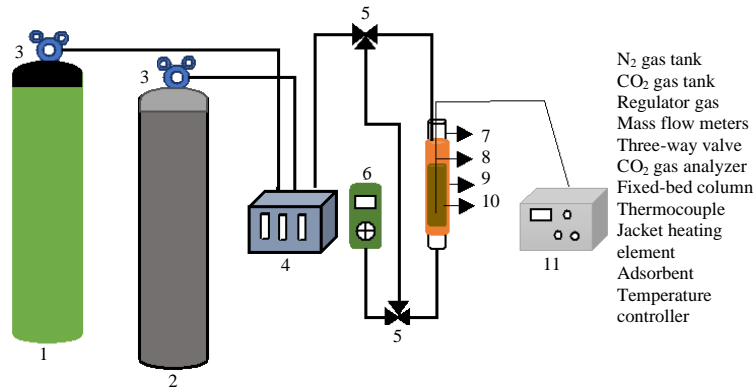 5
3
3
N₂ gas tank
CO₂ gas tank
Regulator gas
Mass flow meters
Three-way valve
CO₂ gas analyzer
Fixed-bed column
Thermocouple
Jacket heating
element
Adsorbent
Temperature
controller
7
8
6
9
10
4
11
5
1
2